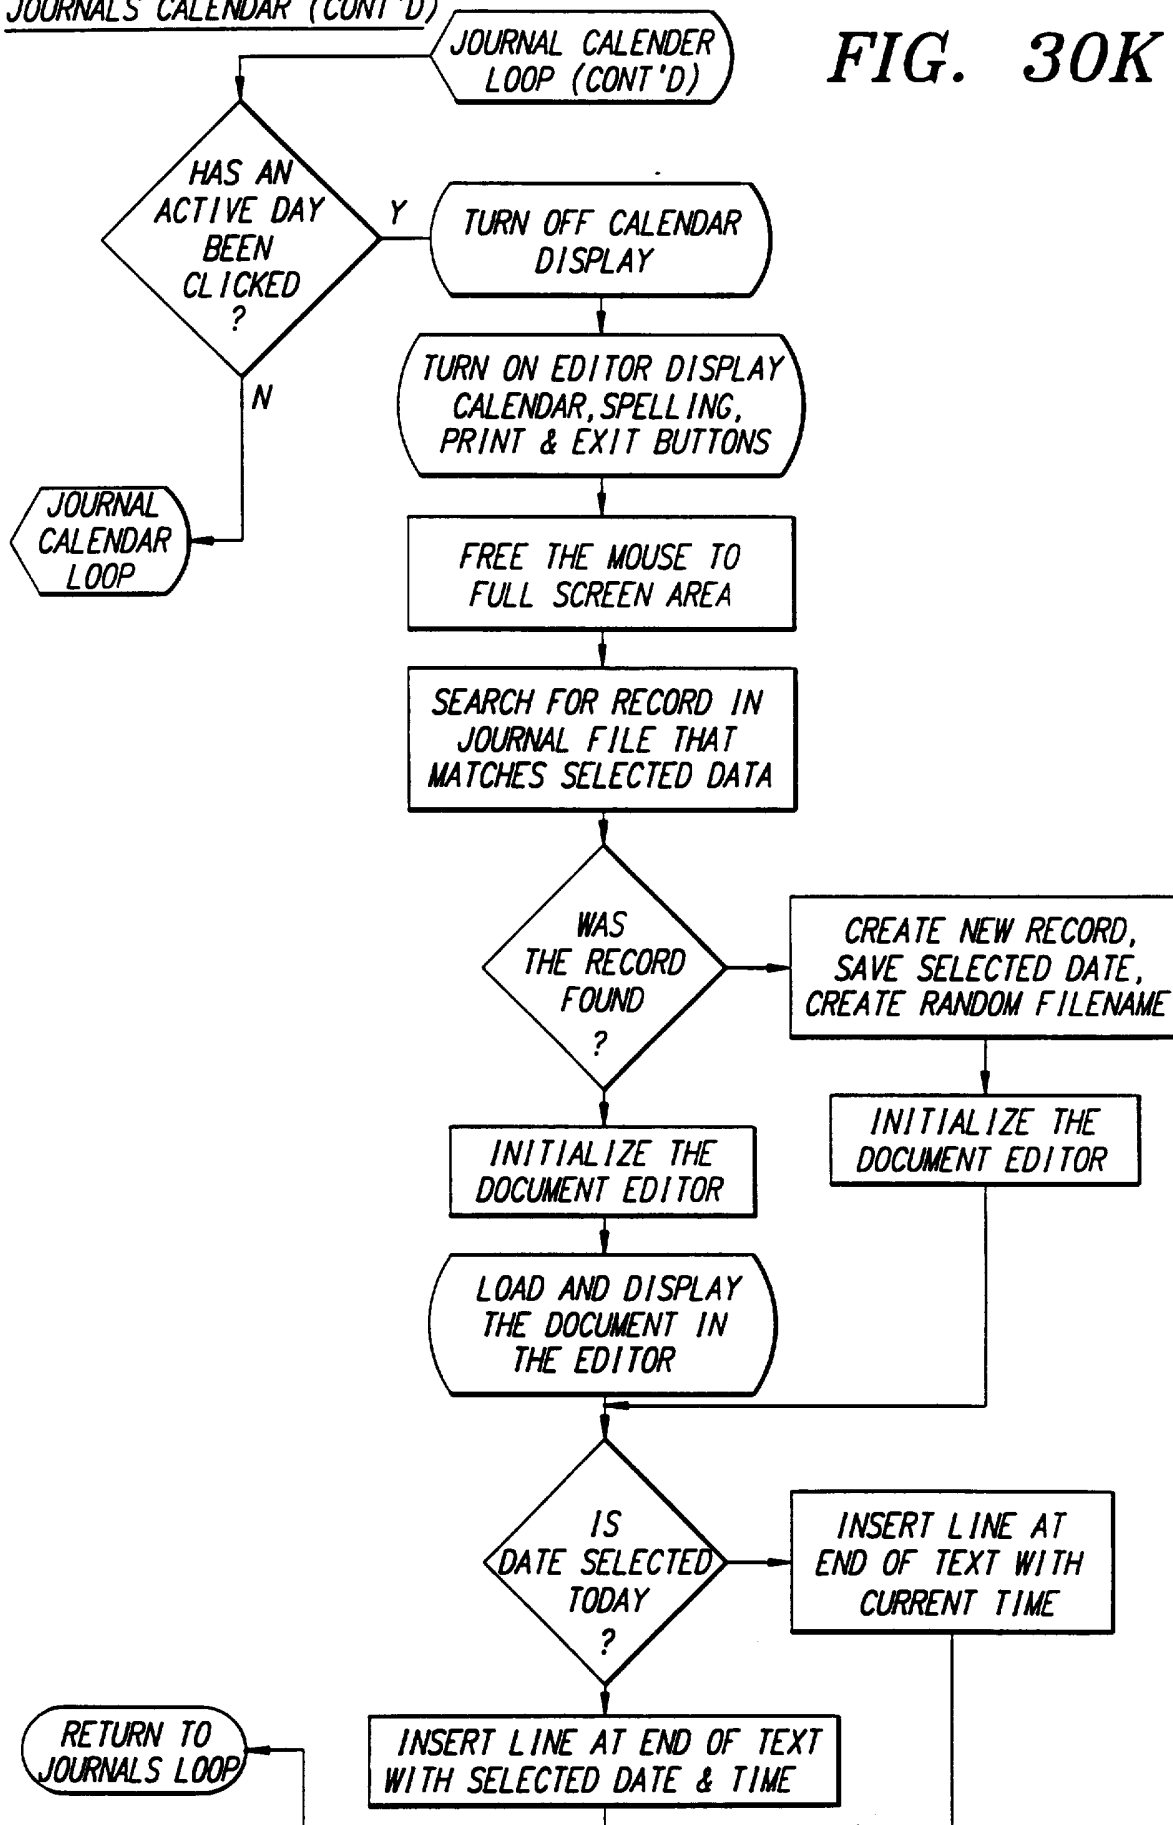 JOURNALS CALENDAR (CONT'D)
FIG. 30K
JOURNAL CALENDER
LOOP (CONT'D)
HAS AN
ACTIVE DAY
BEEN
CLICKED
?
Y
N
TURN OFF CALENDAR
DISPLAY
TURN ON EDITOR DISPLAY
CALENDAR, SPELLING,
PRINT & EXIT BUTTONS
JOURNAL
CALENDAR
LOOP
FREE THE MOUSE TO
FULL SCREEN AREA
SEARCH FOR RECORD IN
JOURNAL FILE THAT
MATCHES SELECTED DATA
WAS
THE RECORD
FOUND
?
CREATE NEW RECORD,
SAVE SELECTED DATE,
CREATE RANDOM FILENAME
INITIALIZE THE
DOCUMENT EDITOR
INITIALIZE THE
DOCUMENT EDITOR
LOAD AND DISPLAY
THE DOCUMENT IN
THE EDITOR
IS
DATE SELECTED
TODAY
?
INSERT LINE AT
END OF TEXT WITH
CURRENT TIME
RETURN TO
JOURNALS LOOP
INSERT LINE AT END OF TEXT
WITH SELECTED DATE & TIME